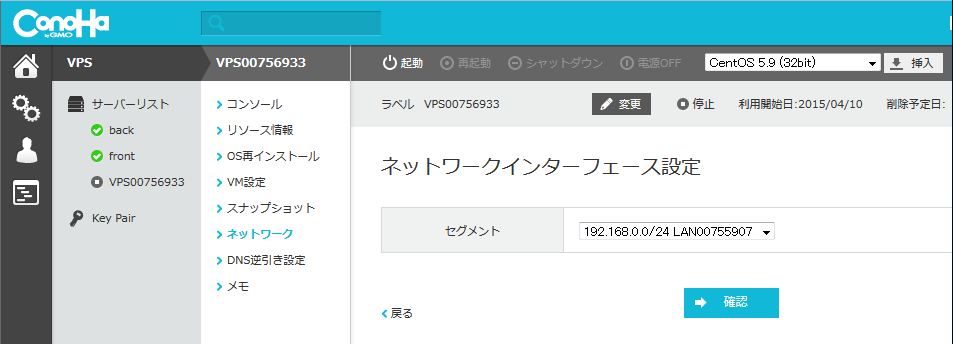 ConoHa
by GMO
VPS
VPS00756933
起動
再起動
シャットダウン
電源OFF
CentOS 5.9 (32bit)
挿入
サーバーリスト
back
front
VPS00756933
Key Pair
コンソール
リソース情報
OS再インストール
VM設定
スナップショット
ネットワーク
DNS逆引き設定
メモ
ラベル VPS00756933
変更
停止
利用開始日:2015/04/10
削除予定日:
ネットワークインターフェース設定
セグメント
192.168.0.0/24 LAN00755907
確認
戻る